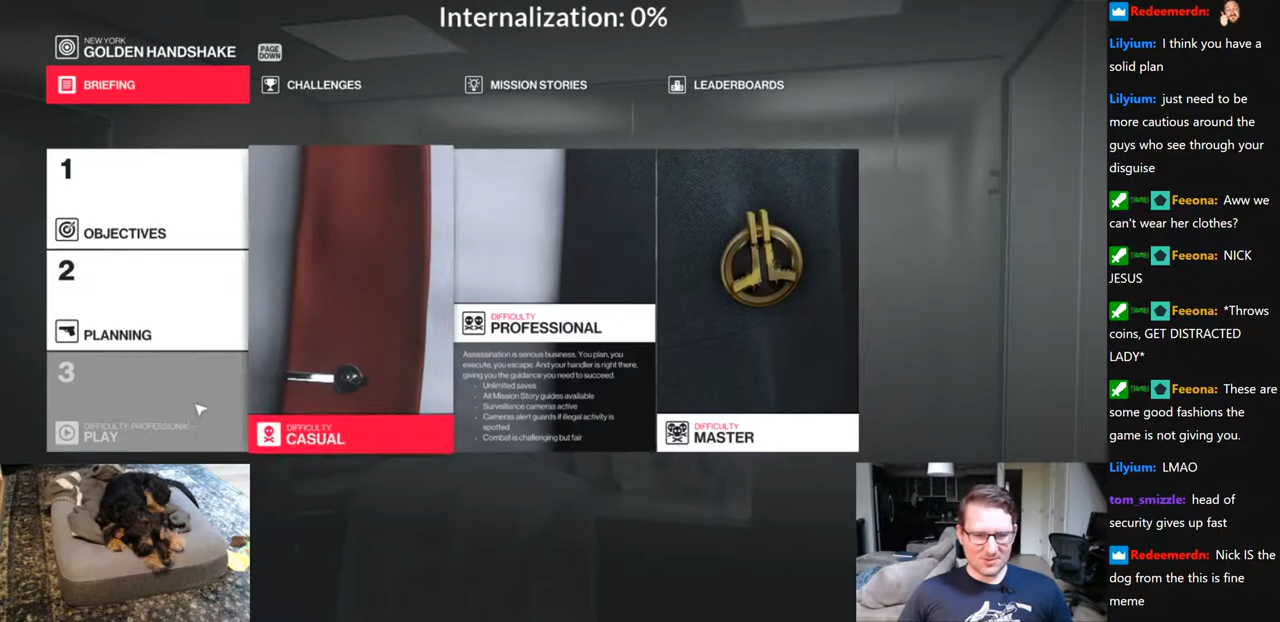 Internalization: 0%
NEW YORK
GOLDEN HANDSHAKE
PAGE DOWN
BRIEFING
CHALLENGES
MISSION STORIES
LEADERBOARDS
1
OBJECTIVES
2
PLANNING
3
DIFFICULTY: PROFESSIONAL
PLAY
DIFFICULTY
CASUAL
DIFFICULTY
PROFESSIONAL
Assassination is serious business. You plan, you
execute, you escape. And your handler is right there,
giving you the guidance you need to succeed.
- Unlimited saves
- All Mission Story guides available
- Surveillance cameras active
- Cameras alert guards if illegal activity is
spotted
- Combat is challenging but fair
DIFFICULTY
MASTER
Redeemerdn:
Lilyium: I think you have a
solid plan
Lilyium: just need to be
more cautious around the
guys who see through your
disguise
Feeona: Aww we
can't wear her clothes?
Feeona: NICK
JESUS
Feeona: *Throws
coins, GET DISTRACTED
LADY*
Feeona: These are
some good fashions the
game is not giving you.
Lilyium: LMAO
tom_smizzle: head of
security gives up fast
Redeemerdn: Nick IS the
dog from the this is fine
meme